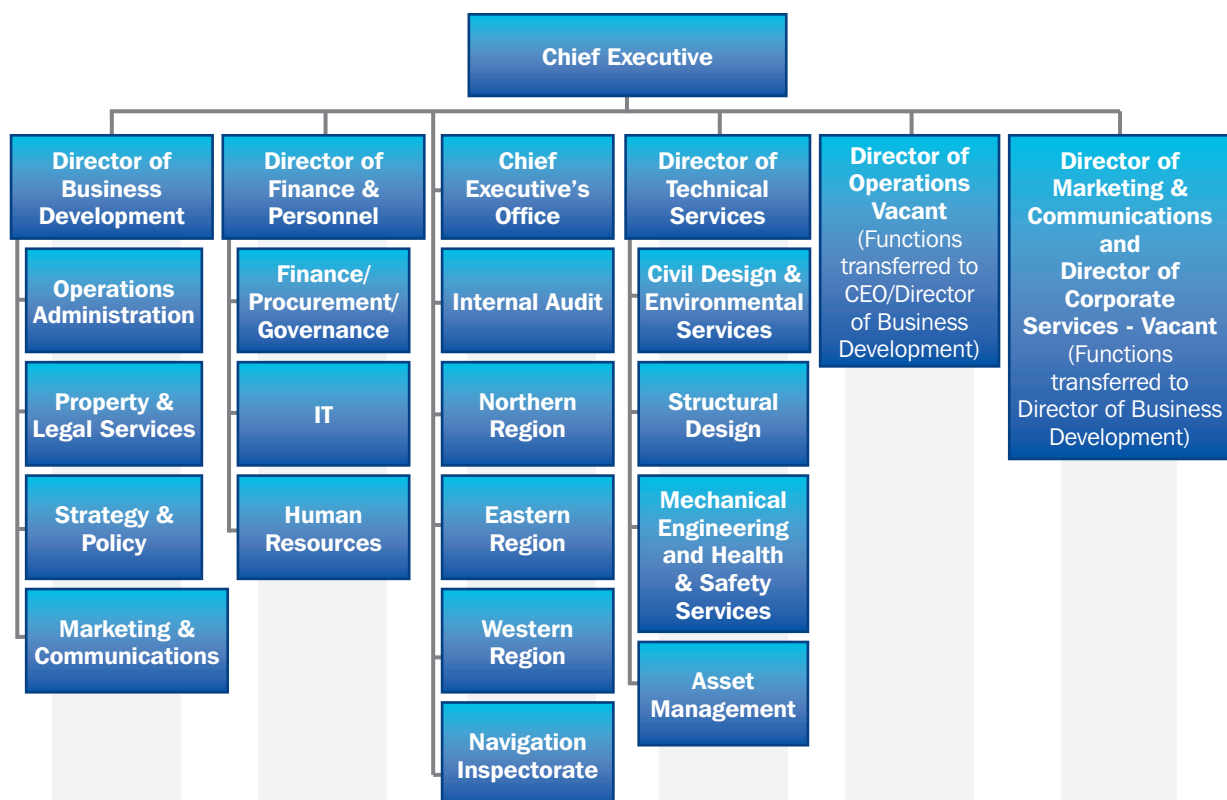 Chief Executive
Director of
Business
Development
Operations
Administration
Property &
Legal Services
Strategy &
Policy
Marketing &
Communications
Director of
Finance &
Personnel
Finance/
Procurement/
Governance
IT
Human
Resources
Chief
Executive's
Office
Internal Audit
Northern
Region
Eastern
Region
Western
Region
Navigation
Inspectorate
Director of
Technical
Services
Civil Design &
Environmental
Services
Structural
Design
Mechanical
Engineering
and Health
& Safety
Services
Asset
Management
Director of
Operations
Vacant
(Functions
transferred to
CEO/Director
of Business
Development)
Director of
Marketing &
Communications
and
Director of
Corporate
Services - Vacant
(Functions
transferred to
Director of Business
Development)